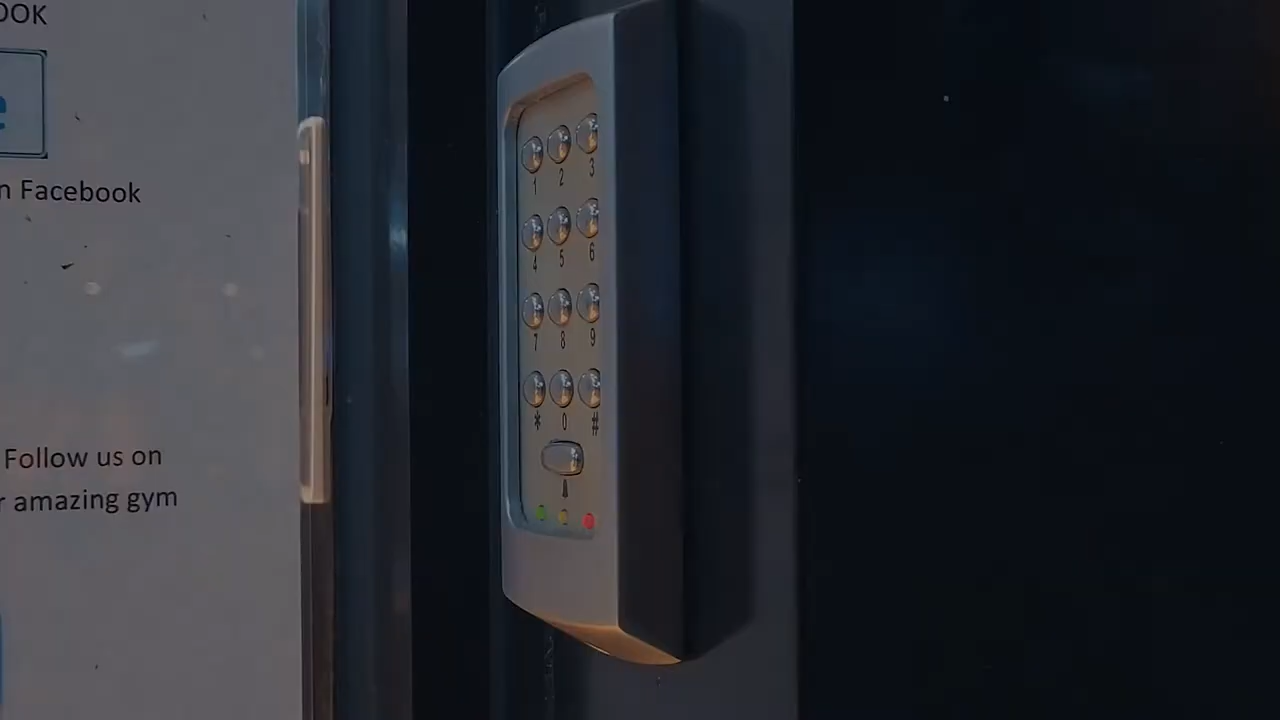 OOK
n Facebook
Follow us on
r amazing gym
1 2 3
4 5 6
7 8 9
* 0 #